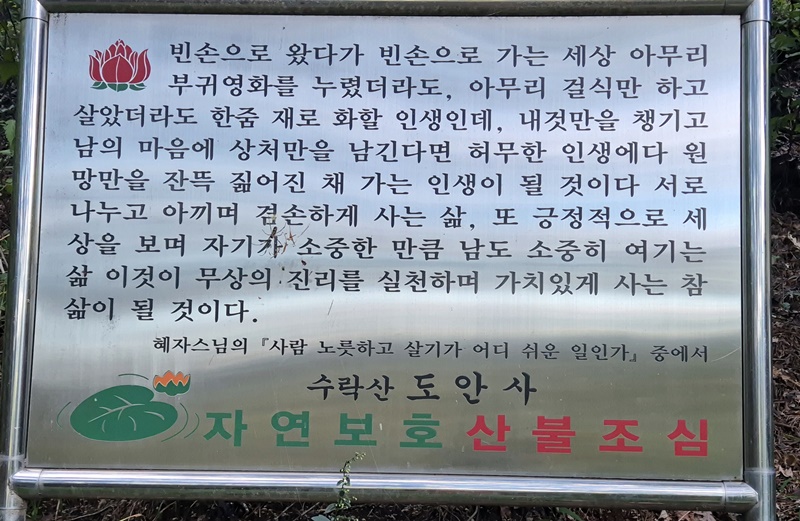 빈손으로 왔다가 빈손으로 가는 세상 아무리
부귀영화를 누렸더라도, 아무리 걸식만 하고
살았더라도 한줌 재로 화할 인생인데, 내것만을 챙기고
남의 마음에 상처만을 남긴다면 허무한 인생에다 원
망만을 잔뜩 짊어진 채 가는 인생이 될 것이다 서로
나누고 아끼며 겸손하게 사는 삶, 또 긍정적으로 세
상을 보며 자기가 소중한 만큼 남도 소중히 여기는
삶 이것이 무상의 진리를 실천하며 가치있게 사는 참
삶이 될 것이다.
혜자스님의 『사람 노릇하고 살기가 어디 쉬운 일인가』 중에서
수락산 도안사
자연보호 산불조심